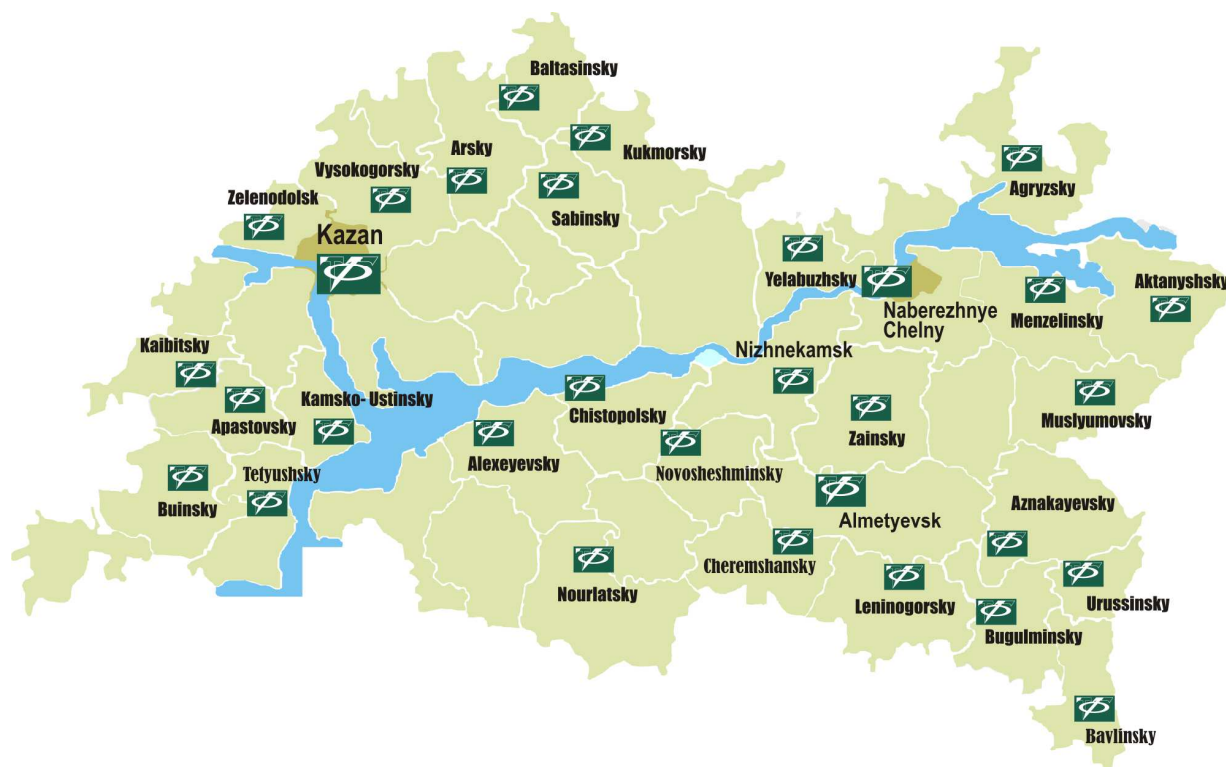 Baltasinsky
Kukmorsky
Arsky
Vysokogorsky
Agryzsky
Zelenodolsk
Sabinsky
Kazan
Yelabuzhsky
Aktanyshsky
Naberezhnye
Chelny
Menzelinsky
Kaibitsky
Nizhnekamsk
Kamsko- Ustinsky
Chistopolsky
Muslyumovsky
Apastovsky
Zainsky
Alexeyevsky
Novosheshminsky
Tetyushsky
Buinsky
Aznakayevsky
Almetyevsk
Cheremshansky
Nourlatsky
Leninogorsky
Urussinsky
Bugulminsky
Bavlinsky